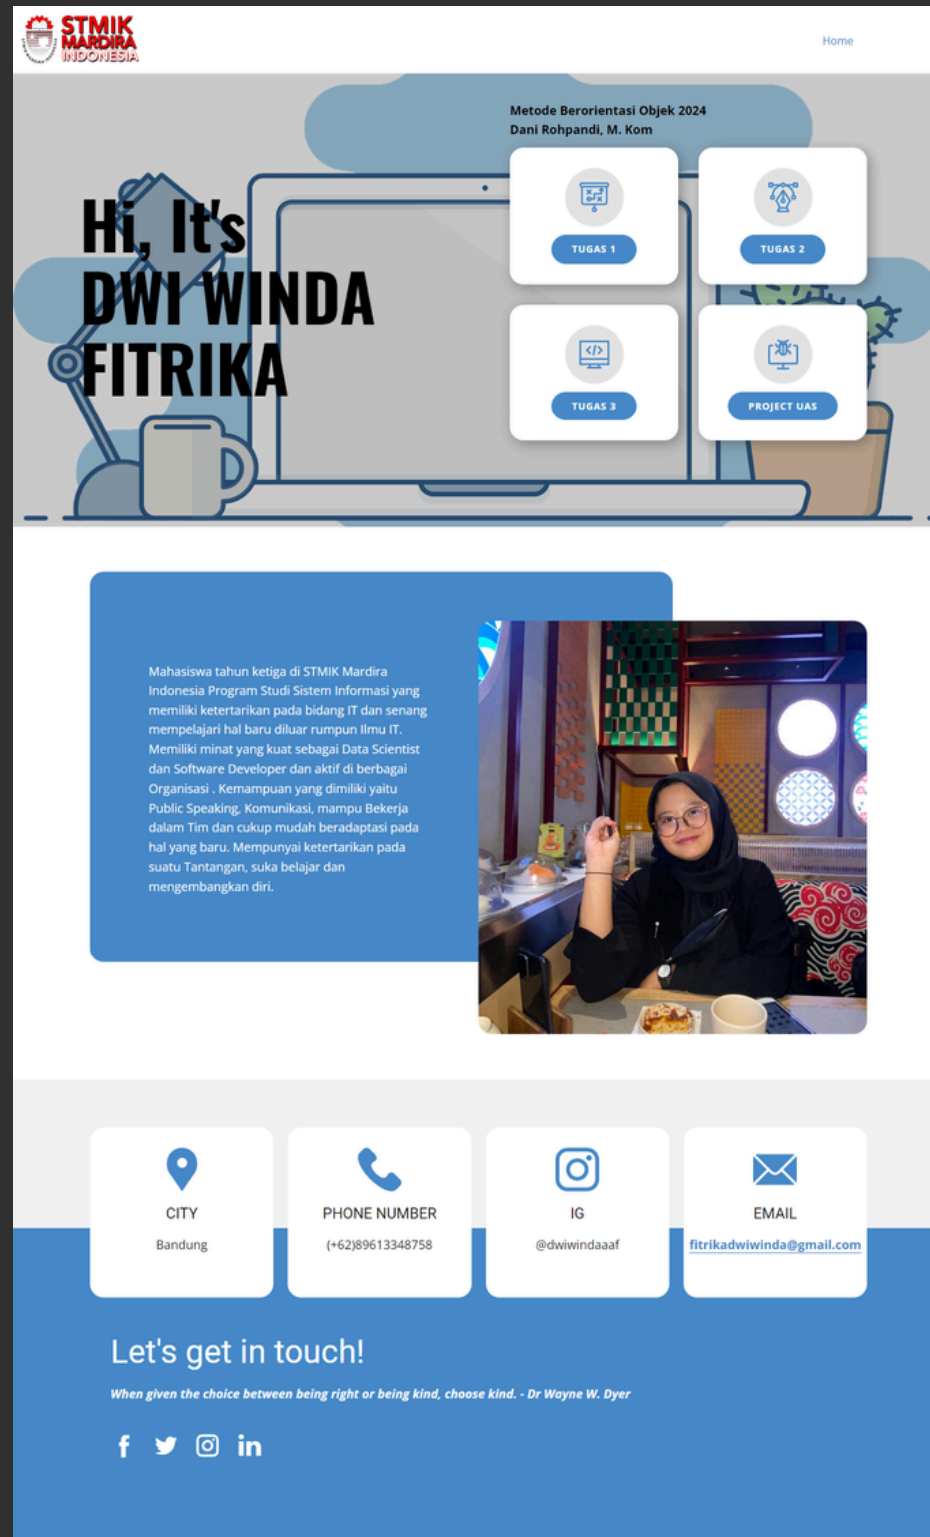 STMIK
MARDIRA
INDONESIA
Home
Metode Berorientasi Objek 2024
Dani Rohpandi, M. Kom
Hi, It's
DWI WINDA
FITRIKA
TUGAS 1
TUGAS 2
TUGAS 3
PROJECT UAS
Mahasiswa tahun ketiga di STMIK Mardira
Indonesia Program Studi Sistem Informasi yang
memiliki ketertarikan pada bidang IT dan senang
mempelajari hal baru diluar rumpun Ilmu IT.
Memiliki minat yang kuat sebagai Data Scientist
dan Software Developer dan aktif di berbagai
Organisasi . Kemampuan yang dimiliki yaitu
Public Speaking, Komunikasi, mampu Bekerja
dalam Tim dan cukup mudah beradaptasi pada
hal yang baru. Mempunyai ketertarikan pada
suatu Tantangan, suka belajar dan
mengembangkan diri.
CITY
Bandung
PHONE NUMBER
(+62)89613348758
IG
@dwiwindaaaf
EMAIL
fitrikadwiwinda@gmail.com
Let's get in touch!
When given the choice between being right or being kind, choose kind. - Dr Wayne W. Dyer